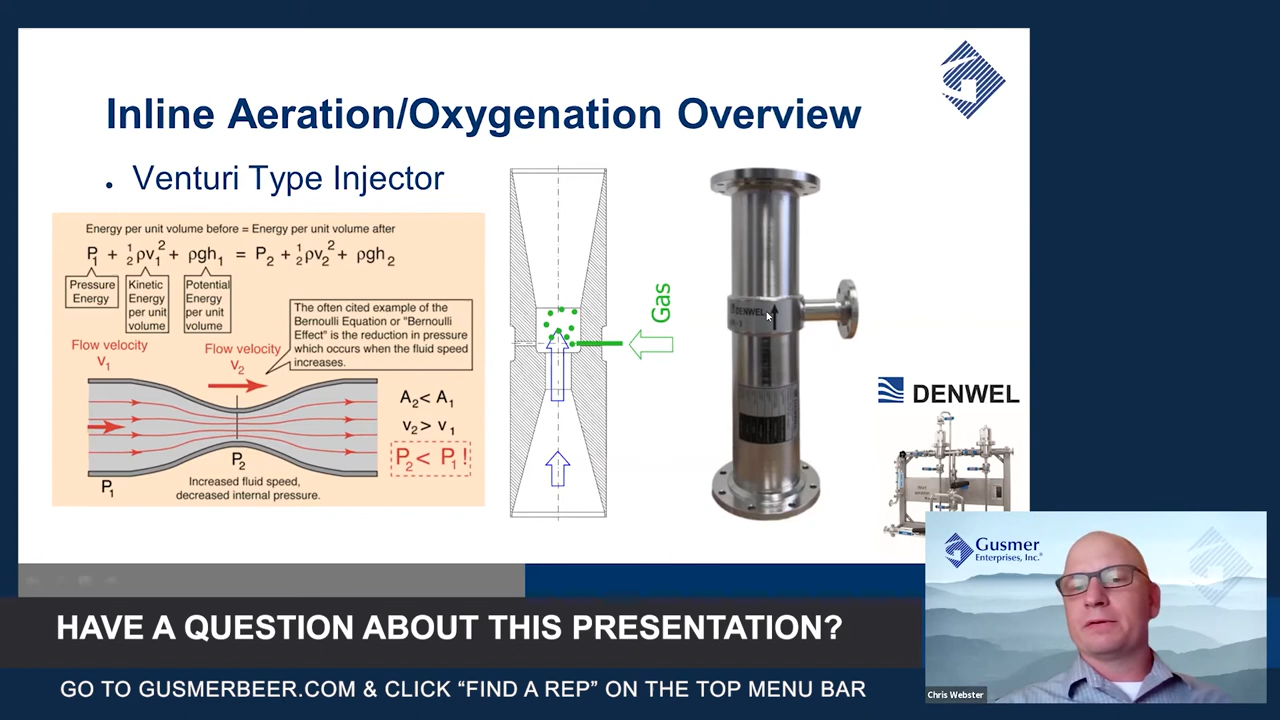 Inline Aeration/Oxygenation Overview
• Venturi Type Injector
Energy per unit volume before = Energy per unit volume after
P₁ + ½ρv₁² + ρgh₁ = P₂ + ½ρv₂² + ρgh₂
Pressure
Energy
Kinetic
Energy
per unit
volume
Potential
Energy
per unit
volume
The often cited example of the
Bernoulli Equation or "Bernoulli
Effect" is the reduction in pressure
which occurs when the fluid speed
increases.
Flow velocity
v₁
Flow velocity
v₂
A₂< A₁
v₂> v₁
P₂< P₁!
P₂
P₁
Increased fluid speed,
decreased internal pressure.
Gas
DENWEL
DENWEL
Gusmer
Enterprises, Inc.®
Chris Webster
HAVE A QUESTION ABOUT THIS PRESENTATION?
GO TO GUSMERBEER.COM & CLICK “FIND A REP” ON THE TOP MENU BAR